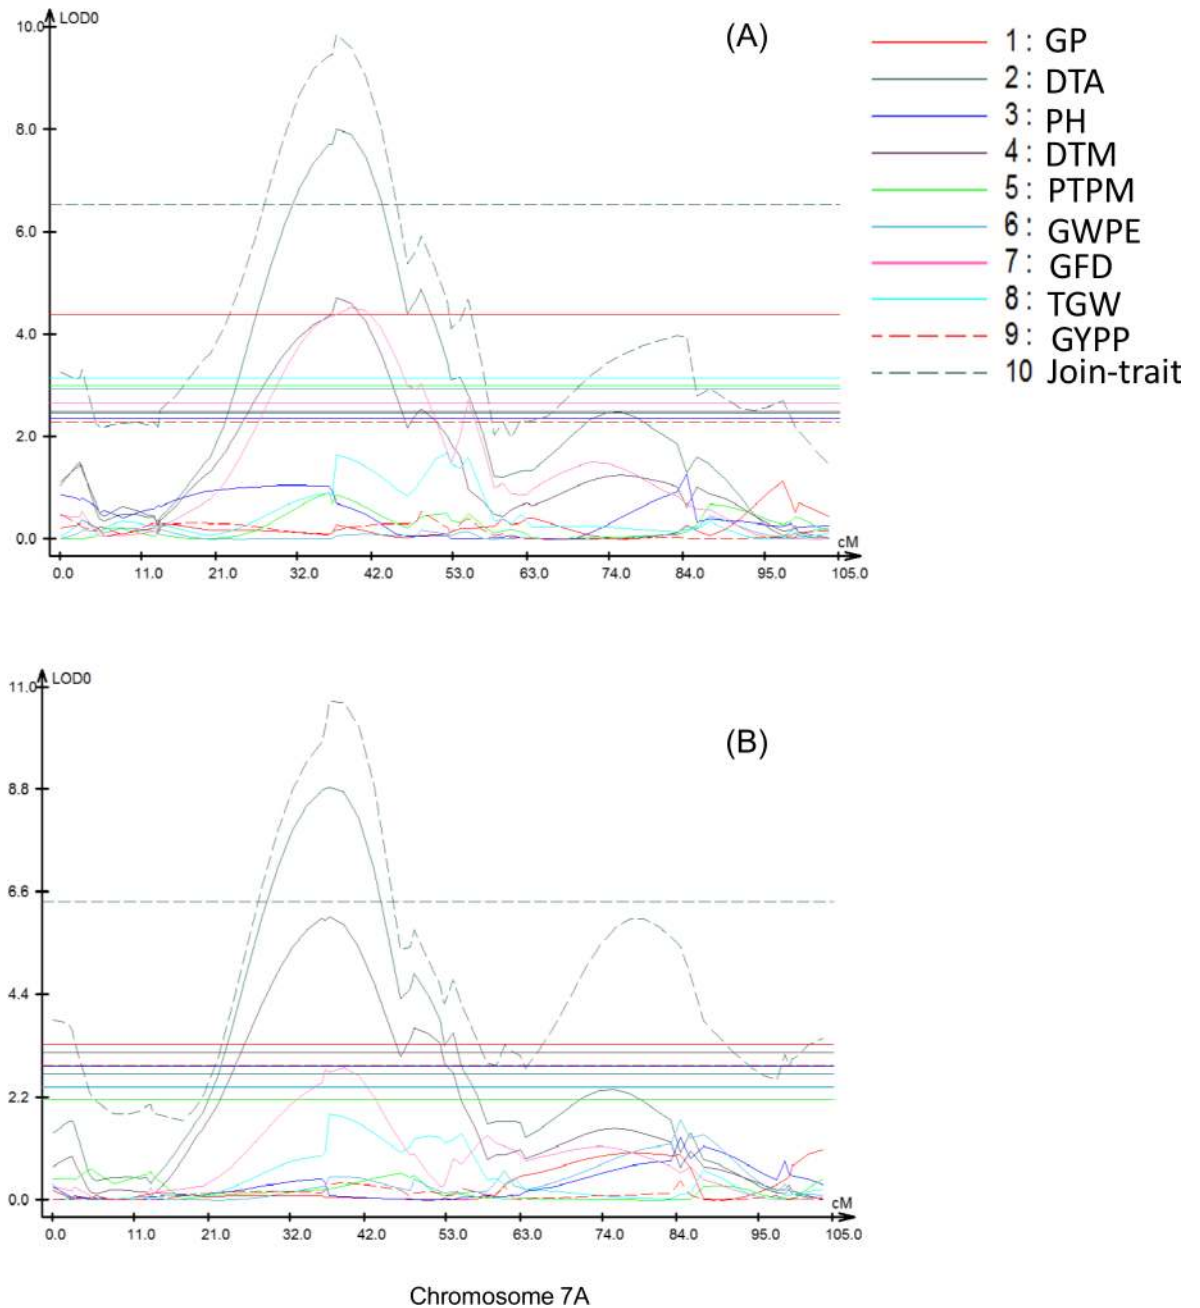 LOD0
(A)
10.0
8.0
6.0
4.0
2.0
0.0
cM
0.0 11.0 21.0 32.0 42.0 53.0 63.0 74.0 84.0 95.0 105.0
1 : GP
2 : DTA
3 : PH
4 : DTM
5 : PTPM
6 : GWPE
7 : GFD
8 : TGW
9 : GYPP
10 Join-trait
LOD0
(B)
11.0
8.8
6.6
4.4
2.2
0.0
cM
0.0 11.0 21.0 32.0 42.0 53.0 63.0 74.0 84.0 95.0 105.0
Chromosome 7A